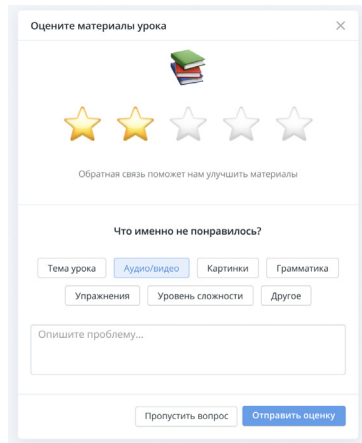 Оцените материалы урока
Обратная связь поможет нам улучшить материалы
Что именно не понравилось?
Тема урока Аудио/видео Картинки Грамматика
Упражнения Уровень сложности Другое
Опишите проблему...
Пропустить вопрос Отправить оценку